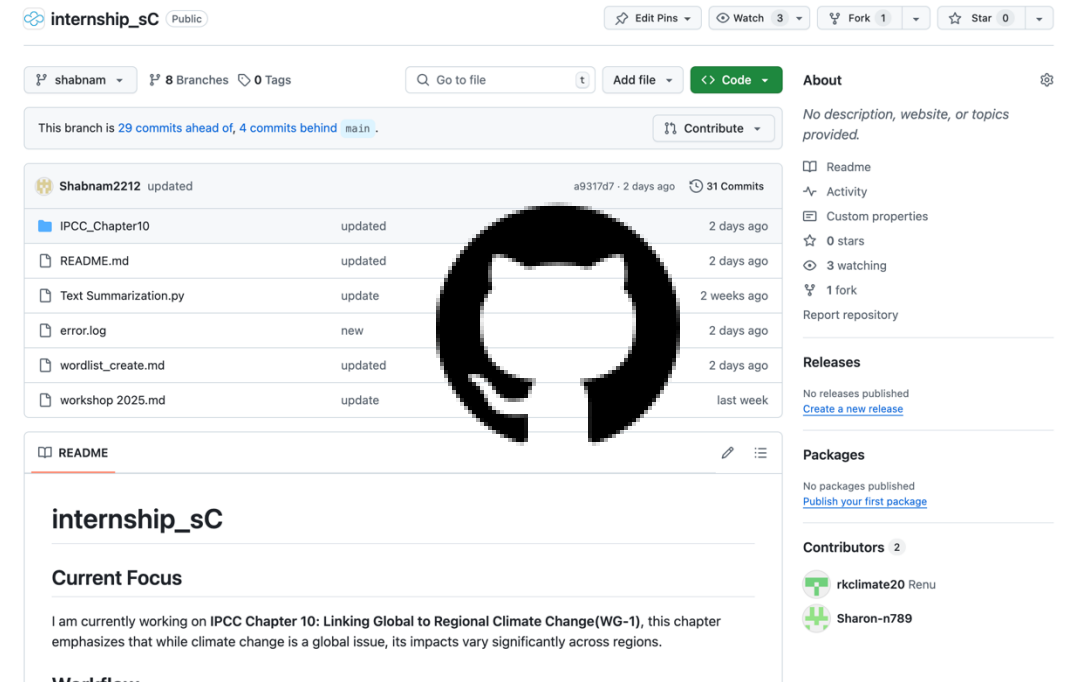 internship_sC Public
Edit Pins Watch 3 Fork 1 Star 0
shabnam 8 Branches 0 Tags Go to file t Add file Code
This branch is 29 commits ahead of, 4 commits behind main .
Contribute
Shabnam2212 updated a9317d7 · 2 days ago 31 Commits
IPCC_Chapter10 updated 2 days ago
README.md updated 2 days ago
Text Summarization.py update 2 weeks ago
error.log new 2 days ago
wordlist_create.md updated 2 days ago
workshop 2025.md update last week
README
internship_sC
Current Focus
I am currently working on IPCC Chapter 10: Linking Global to Regional Climate Change(WG-1), this chapter
emphasizes that while climate change is a global issue, its impacts vary significantly across regions.
Workflow
About
No description, website, or topics
provided.
Readme
Activity
Custom properties
0 stars
3 watching
1 fork
Report repository
Releases
No releases published
Create a new release
Packages
No packages published
Publish your first package
Contributors 2
rkclimate20 Renu
Sharon-n789